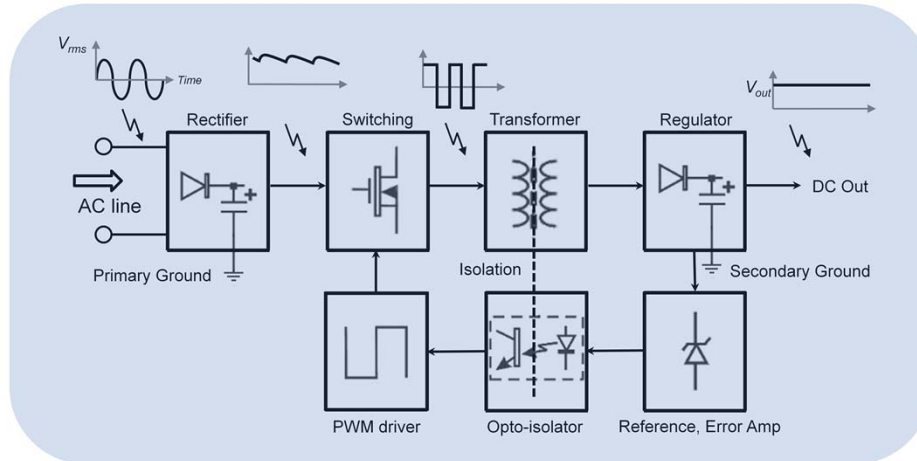 Vrms
Time
Vout
Rectifier
Switching
Transformer
Regulator
AC line
DC Out
Primary Ground
Isolation
Secondary Ground
PWM driver
Opto-isolator
Reference, Error Amp